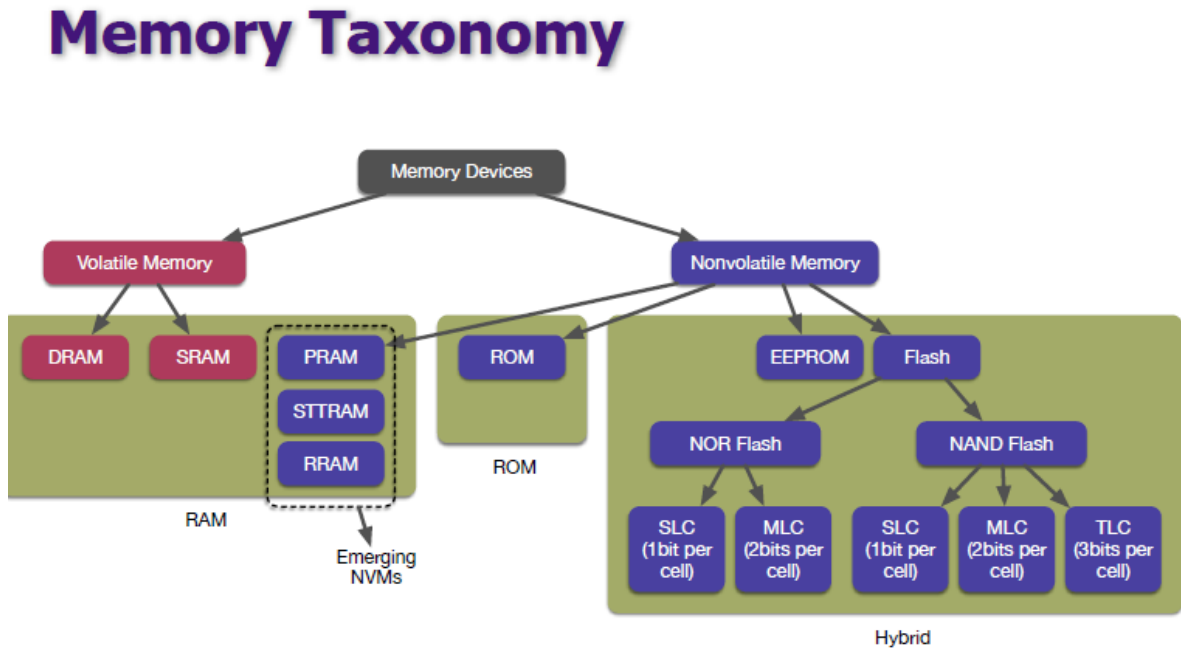 Memory Taxonomy
Memory Devices
Volatile Memory
Nonvolatile Memory
DRAM
SRAM
PRAM
ROM
EEPROM
Flash
STTRAM
NOR Flash
NAND Flash
RRAM
ROM
RAM
SLC
(1bit per
cell)
MLC
(2bits per
cell)
SLC
(1bit per
cell)
MLC
(2bits per
cell)
TLC
(3bits per
cell)
Emerging
NVMs
Hybrid